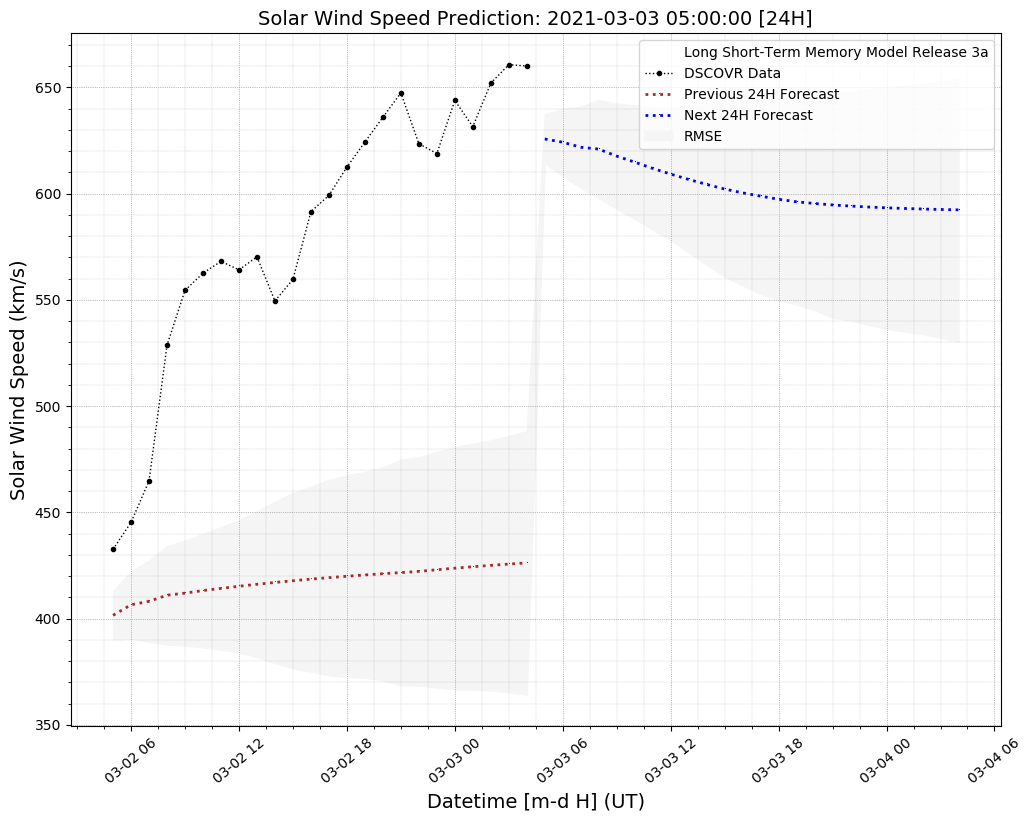 Solar Wind Speed Prediction: 2021-03-03 05:00:00 [24H]
Long Short-Term Memory Model Release 3a
DSCOVR Data
Previous 24H Forecast
Next 24H Forecast
RMSE
Solar Wind Speed (km/s)
650
600
550
500
450
400
350
03-02 06
03-02 12
03-02 18
03-03 00
03-03 06
03-03 12
03-03 18
03-04 00
03-04 06
Datetime [m-d H] (UT)